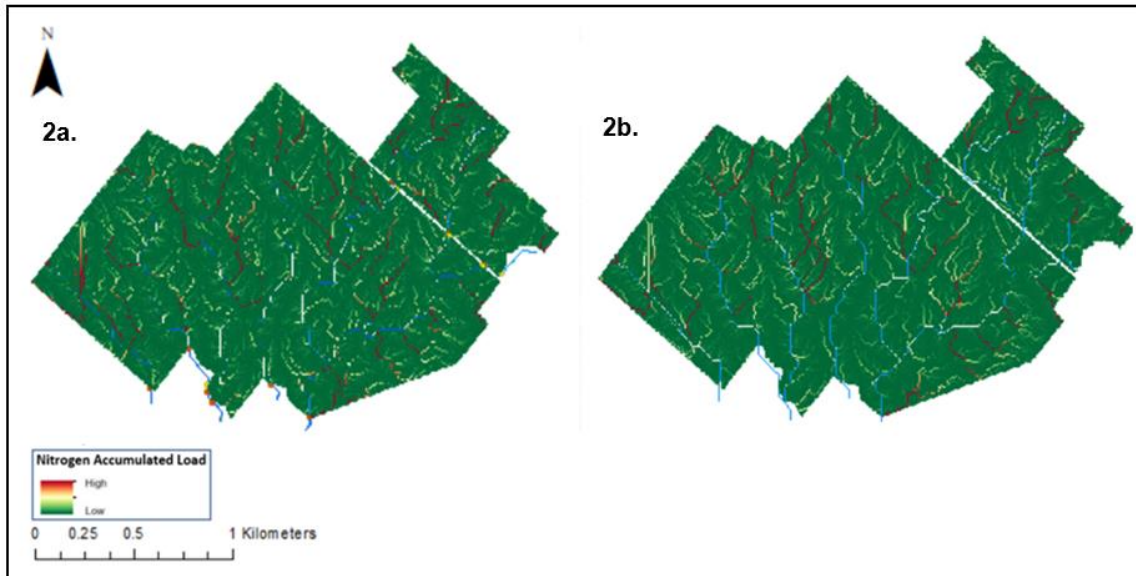 N
2a.
2b.
Nitrogen Accumulated Load
High
Low
0 0.25 0.5 1 Kilometers